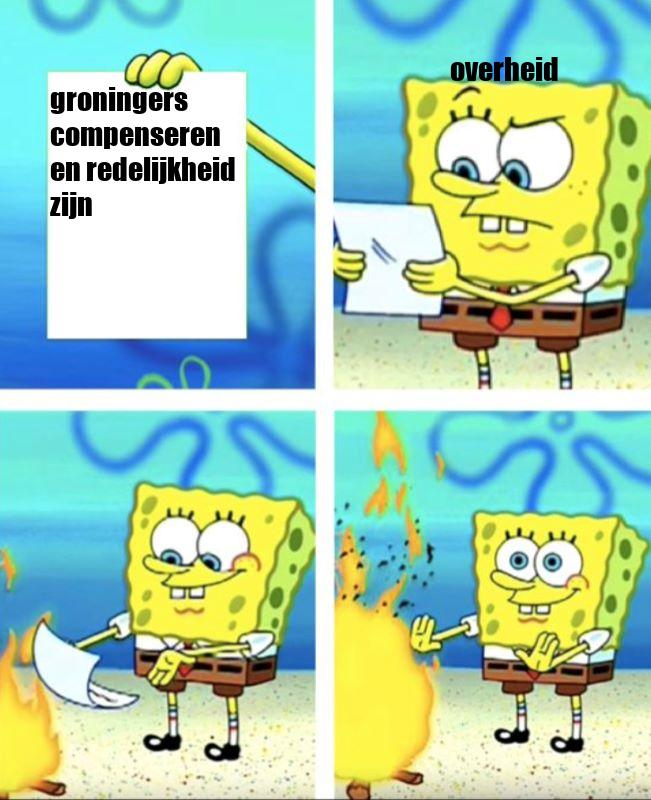 groningers
compenseren
en redelijkheid
zijn
overheid